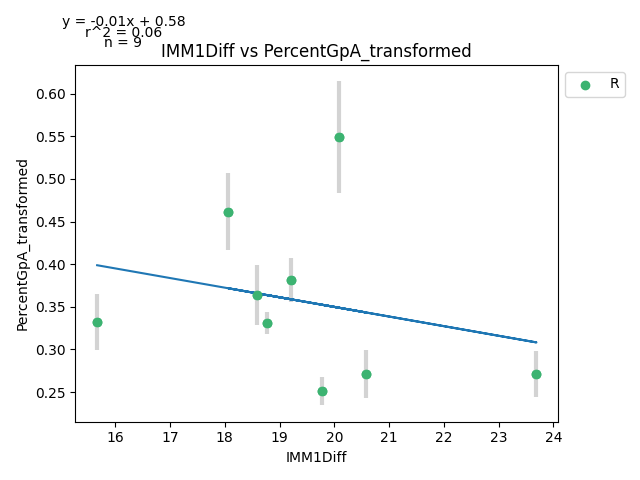 y = -0.01x + 0.58
r^2 = 0.06
n = 9
IMM1Diff vs PercentGpA_transformed
R
0.60
0.55
0.50
0.45
0.40
0.35
0.30
0.25
PercentGpA_transformed
16 17 18 19 20 21 22 23 24
IMM1Diff